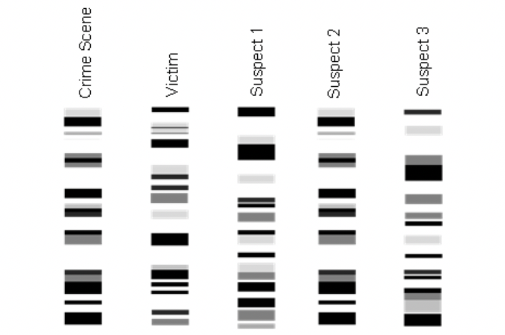 Crime Scene
Victim
Suspect 1
Suspect 2
Suspect 3